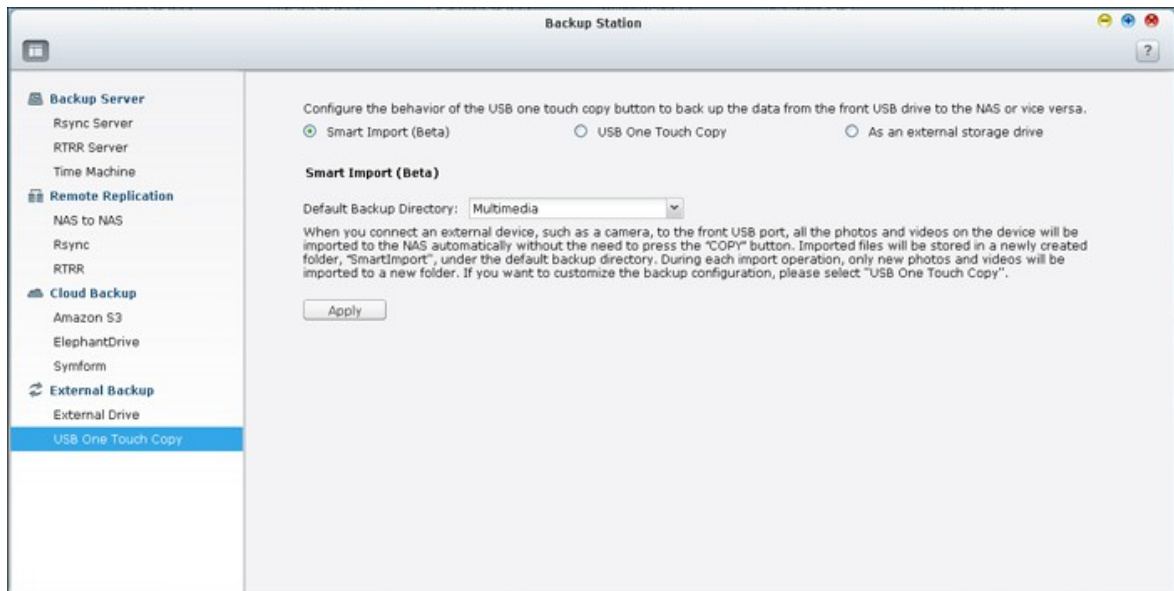 Backup Station
?
Backup Server
Rsync Server
RTRR Server
Time Machine
Remote Replication
NAS to NAS
Rsync
RTRR
Cloud Backup
Amazon S3
ElephantDrive
Symform
External Backup
External Drive
USB One Touch Copy
Configure the behavior of the USB one touch copy button to back up the data from the front USB drive to the NAS or vice versa.
Smart Import (Beta) USB One Touch Copy As an external storage drive
Smart Import (Beta)
Default Backup Directory: Multimedia
When you connect an external device, such as a camera, to the front USB port, all the photos and videos on the device will be
imported to the NAS automatically without the need to press the "COPY" button. Imported files will be stored in a newly created
folder, "SmartImport", under the default backup directory. During each import operation, only new photos and videos will be
imported to a new folder. If you want to customize the backup configuration, please select "USB One Touch Copy".
Apply